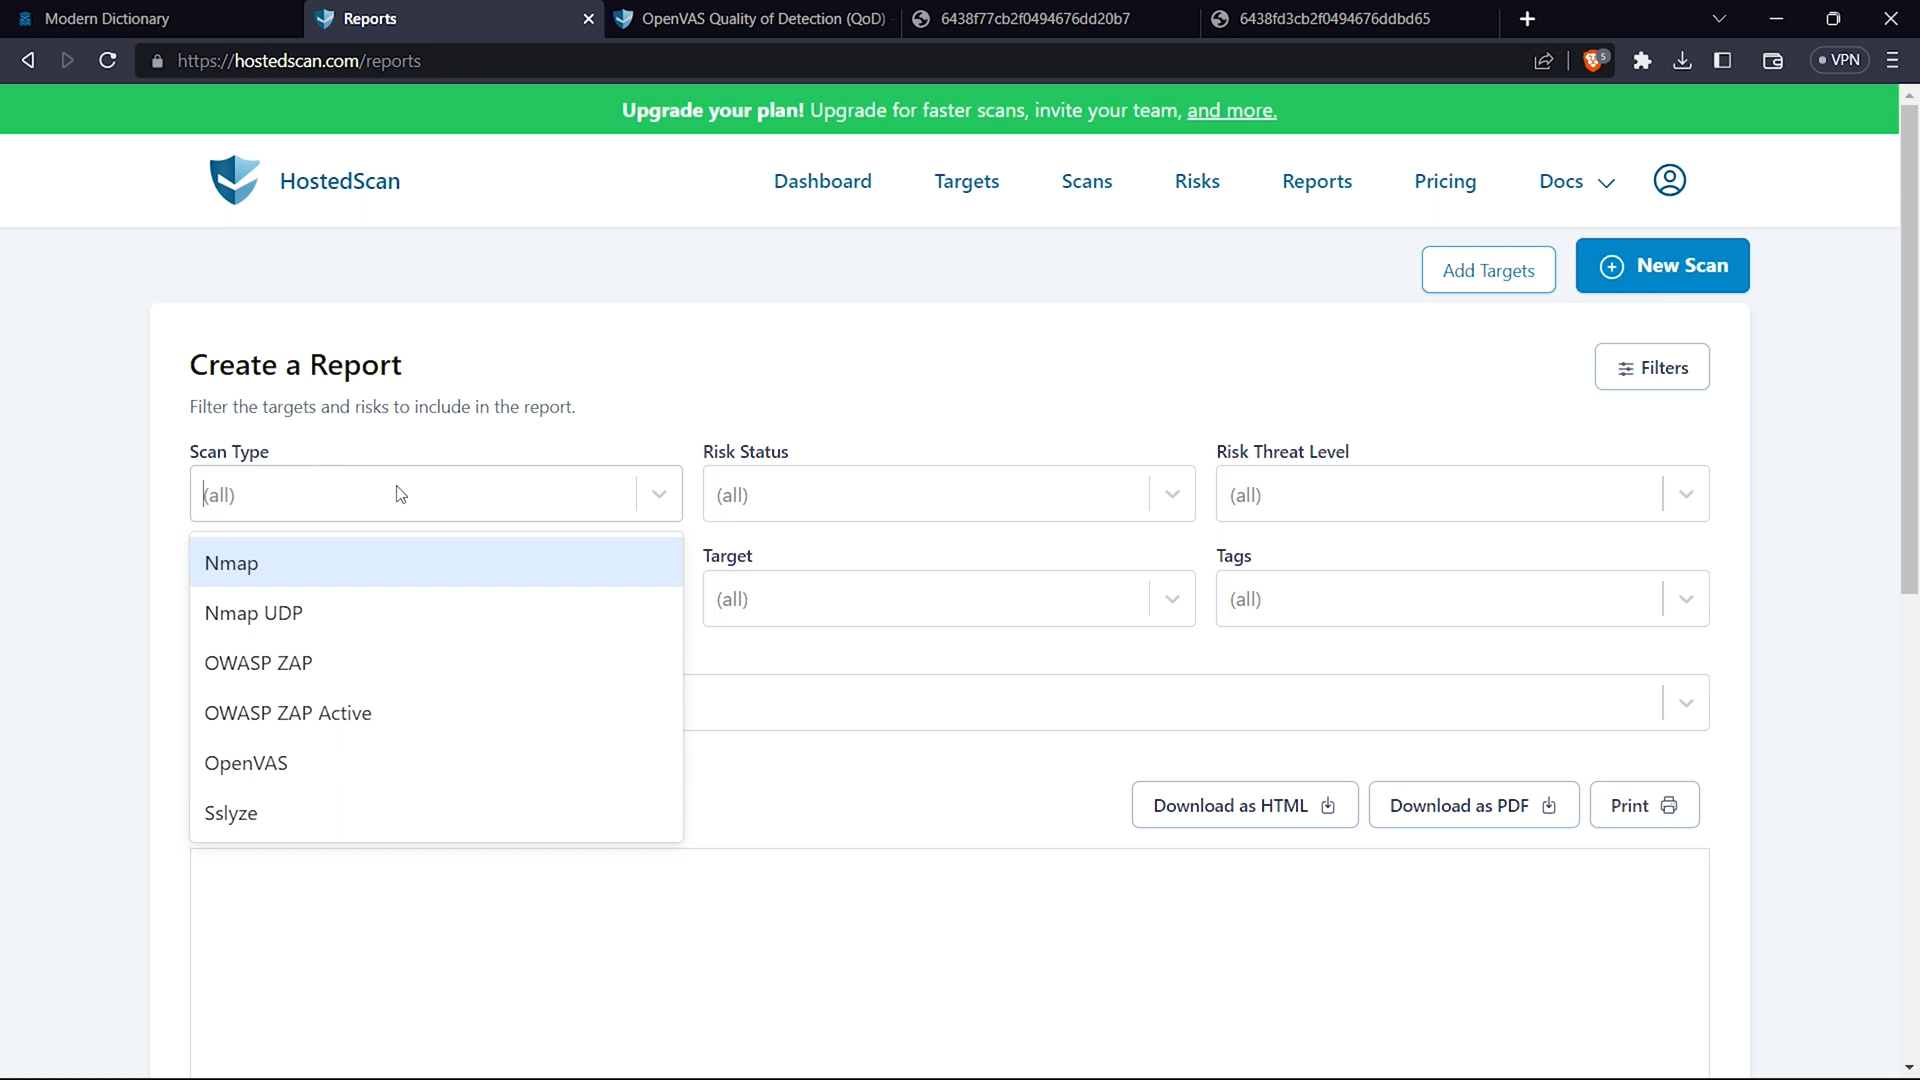 Modern Dictionary
Reports
OpenVAS Quality of Detection (QoD)
6438f77cb2f0494676dd20b7
6438fd3cb2f0494676ddbd65
https://hostedscan.com/reports
5
VPN
Upgrade your plan! Upgrade for faster scans, invite your team, and more.
HostedScan
Dashboard
Targets
Scans
Risks
Reports
Pricing
Docs
Add Targets
New Scan
Create a Report
Filters
Filter the targets and risks to include in the report.
Scan Type
Risk Status
Risk Threat Level
(all)
(all)
(all)
Nmap
Nmap UDP
OWASP ZAP
OWASP ZAP Active
OpenVAS
Sslyze
Target
Tags
(all)
(all)
Download as HTML
Download as PDF
Print